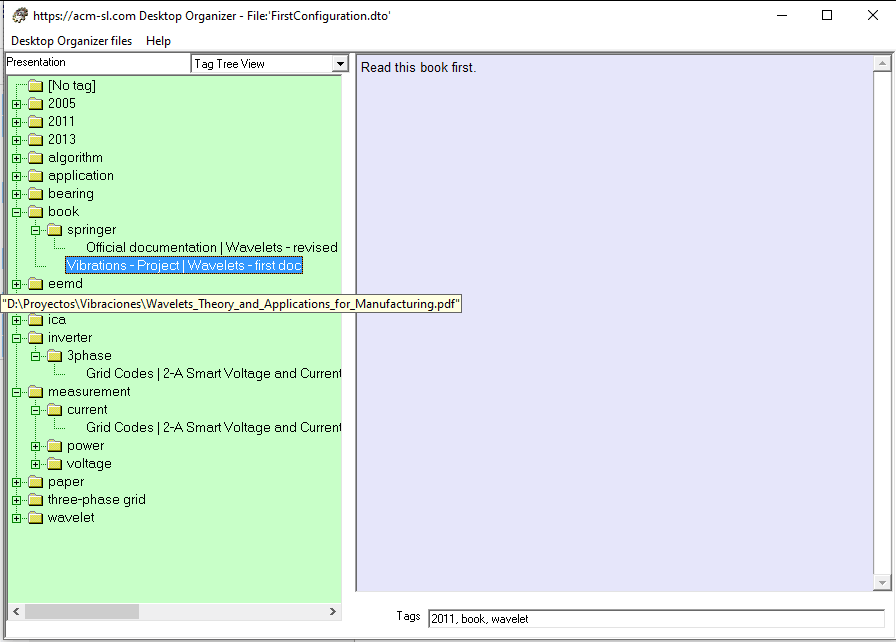 https://acm-sl.com Desktop Organizer - File:'FirstConfiguration.dto'
Desktop Organizer files Help
Presentation
Tag Tree View
[No tag]
2005
2011
2013
algorithm
application
bearing
book
springer
Official documentation | Wavelets - revised
Vibrations - Project | Wavelets - first doc
eemd
"D:\Proyectos\Vibraciones\Wavelets_Theory_and_Applications_for_Manufacturing.pdf"
ica
inverter
3phase
Grid Codes | 2-A Smart Voltage and Current
measurement
current
Grid Codes | 2-A Smart Voltage and Current
power
voltage
paper
three-phase grid
wavelet
Read this book first.
Tags
2011, book, wavelet